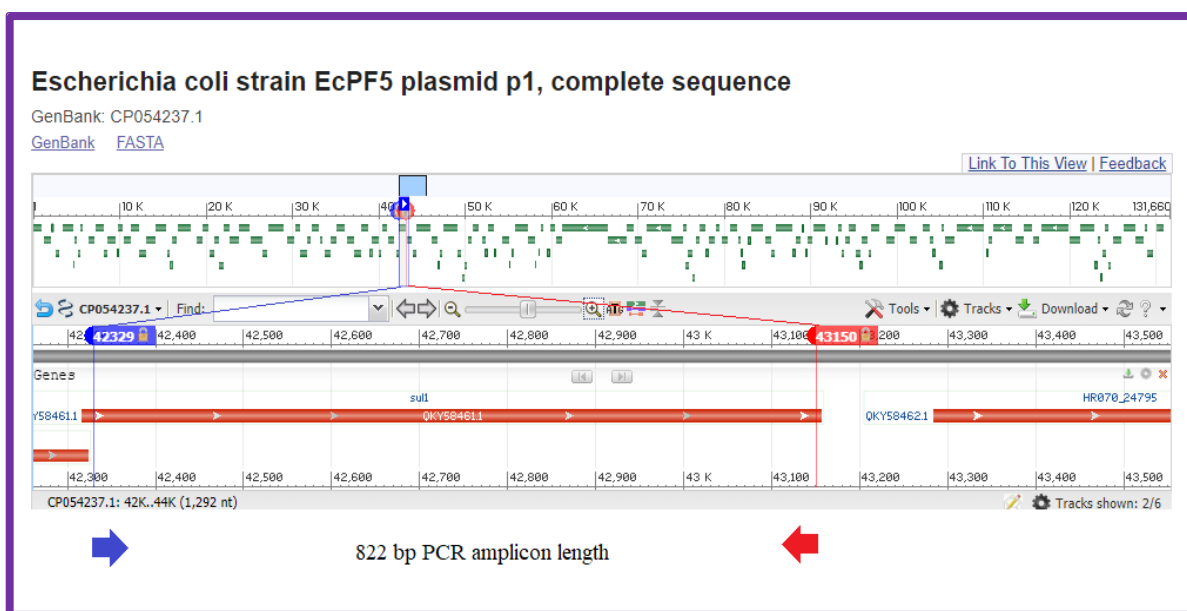 Escherichia coli strain EcPF5 plasmid p1, complete sequence
GenBank: CP054237.1
GenBank FASTA
Link To This View | Feedback
10 K 20 K 30 K 50 K 60 K 70 K 80 K 90 K 100 K 110 K 120 K 131,660
CP054237.1 Find: Tools Tracks Download ?
42329 42,400 42,500 42,600 42,700 42,800 42,900 43 K 43,100 43150 43,300 43,400 43,500
Genes
sul1 HR070_24795
Y58461.1 QKY58461.1 QKY58462.1
42,300 42,400 42,500 42,600 42,700 42,800 42,900 43 K 43,100 43,200 43,300 43,400 43,500
CP054237.1: 42K..44K (1,292 nt) Tracks shown: 2/6
822 bp PCR amplicon length